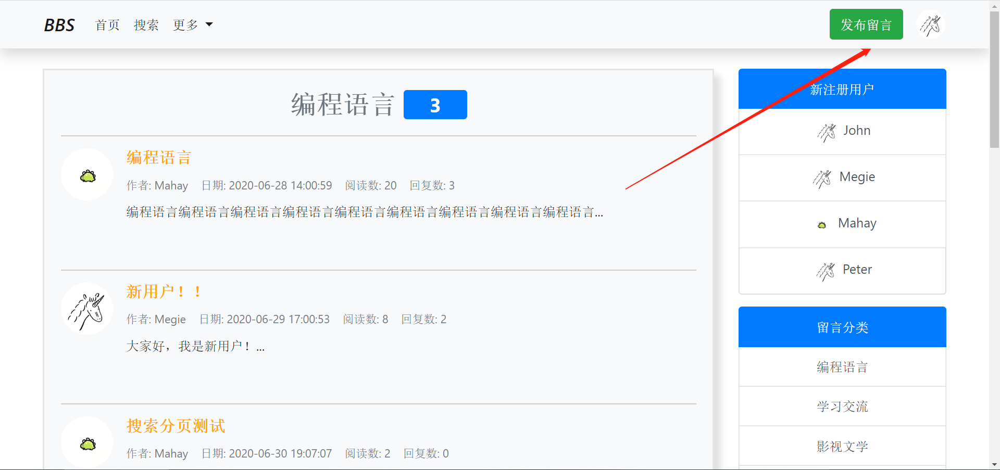 BBS 首页 搜索 更多 发布留言
编程语言 3
编程语言
作者: Mahay 日期: 2020-06-28 14:00:59 阅读数: 20 回复数: 3
编程语言编程语言编程语言编程语言编程语言编程语言编程语言编程语言编程语言...
新用户！！
作者: Megie 日期: 2020-06-29 17:00:53 阅读数: 8 回复数: 2
大家好，我是新用户！...
搜索分页测试
作者: Mahay 日期: 2020-06-30 19:07:07 阅读数: 2 回复数: 0
新注册用户
John
Megie
Mahay
Peter
留言分类
编程语言
学习交流
影视文学